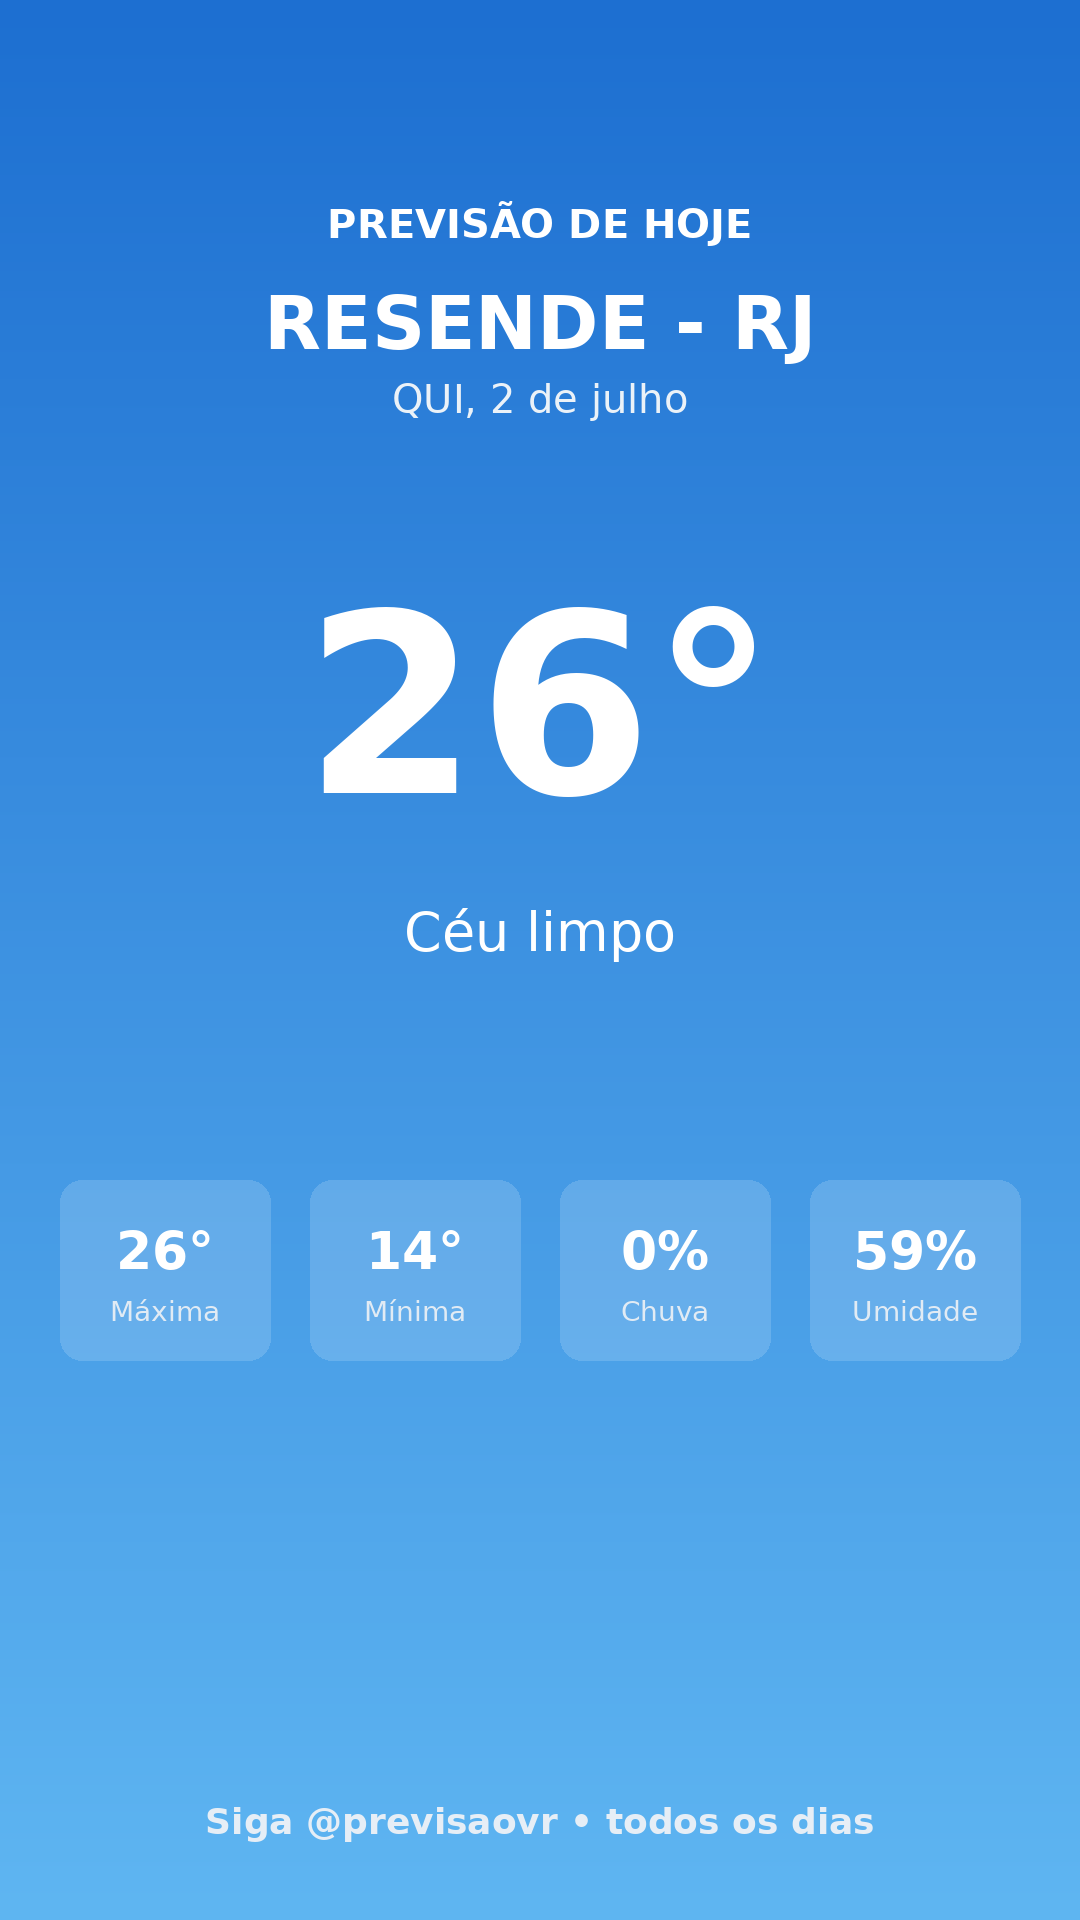 PREVISÃO DE HOJE
RESENDE - RJ
QUI, 2 de julho
26°
Céu limpo
26° 14° 0% 59%
Máxima Mínima Chuva Umidade
Siga @previsaovr • todos os dias